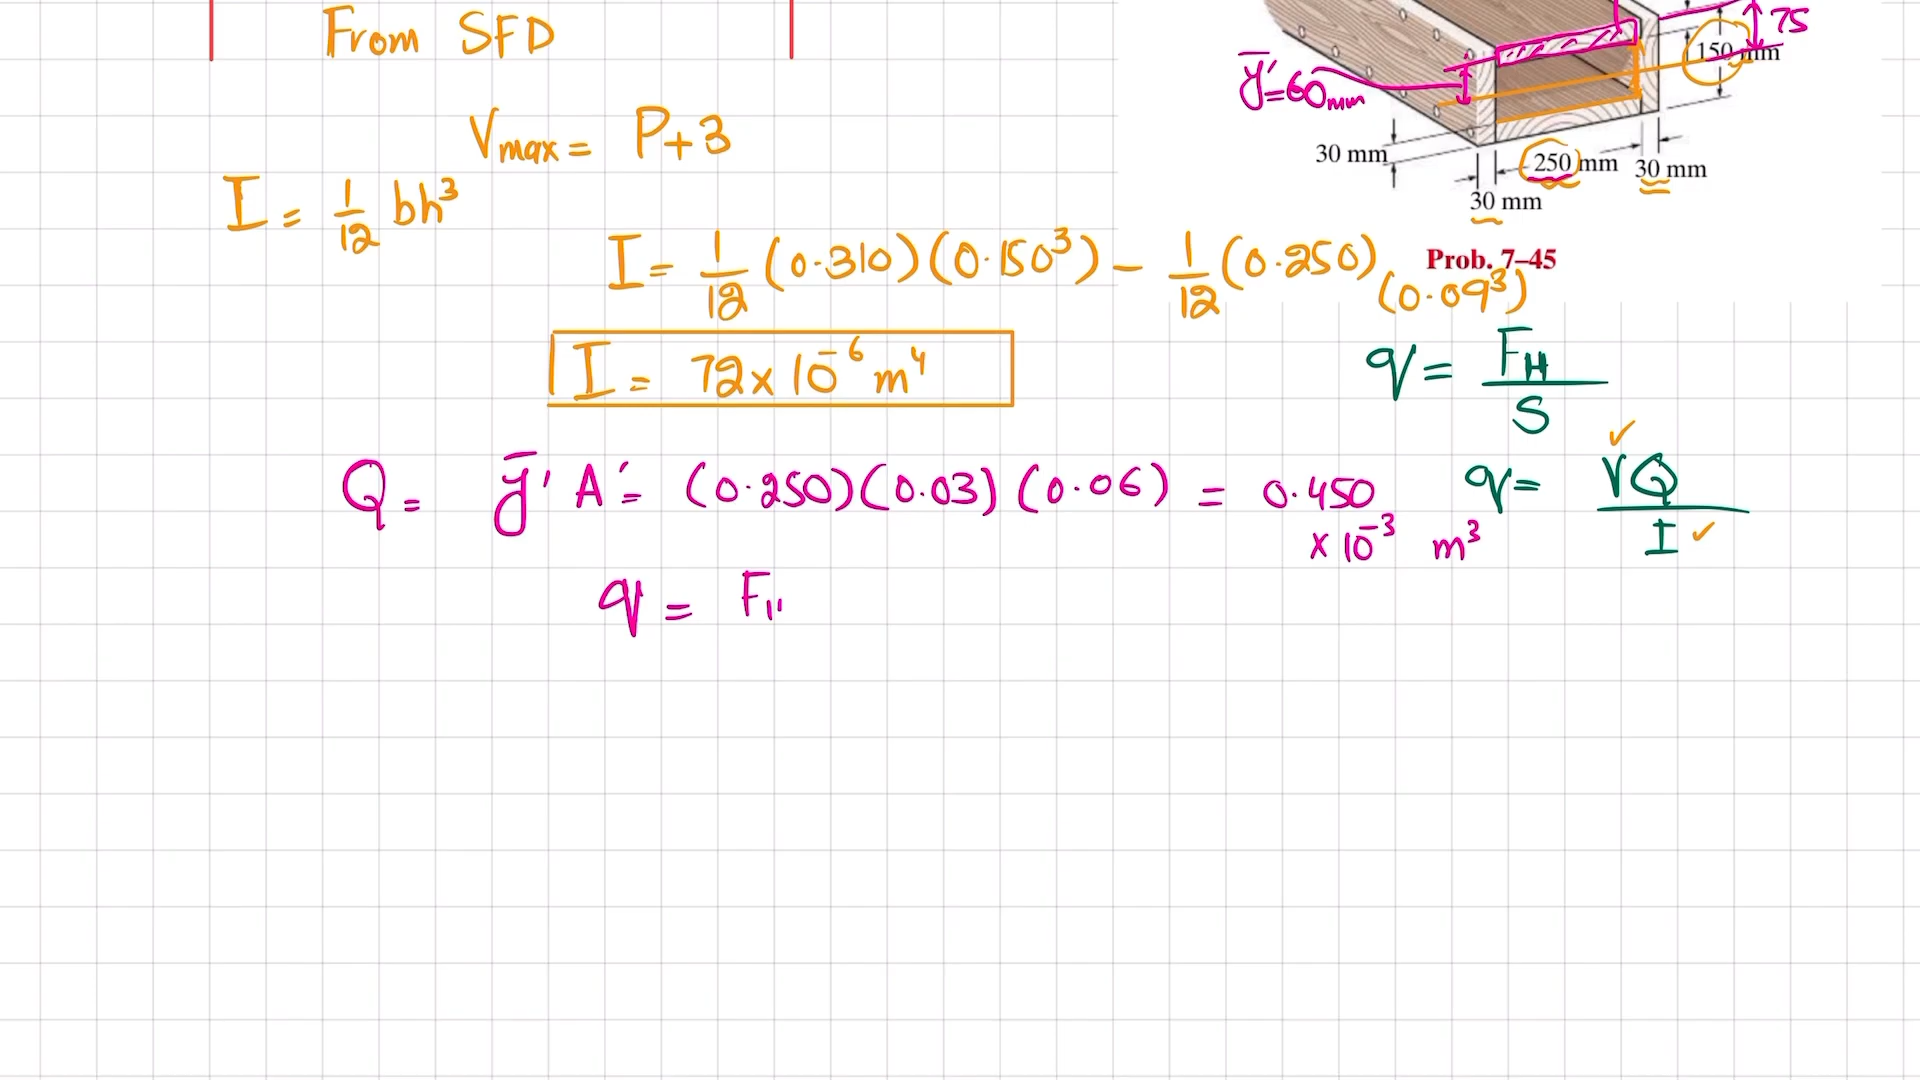 From SFD
75
150 mm
ȳ'=60mm
Vmax = P+3
30 mm
250 mm 30 mm
30 mm
I = 1/12 bh³
I = 1/12 (0.310)(0.150³) - 1/12 (0.250)(0.09³)
Prob. 7–45
I = 72×10⁻⁶ m⁴
q = FH/S
Q = ȳ' A' = (0.250)(0.03)(0.06) = 0.450 ×10⁻³ m³
q = VQ/I
q = F